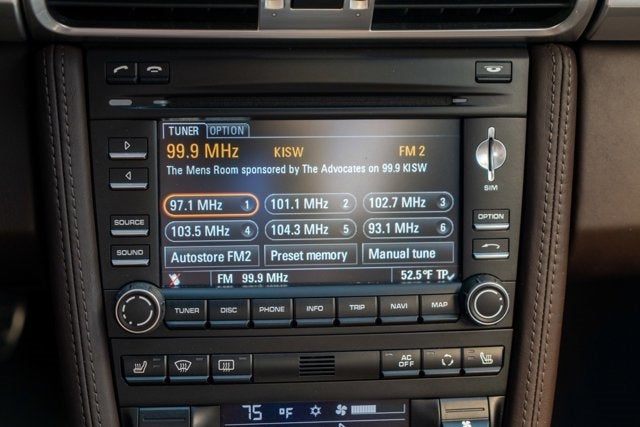 TUNER OPTION
99.9 MHz KISW FM 2
The Mens Room sponsored by The Advocates on 99.9 KISW
97.1 MHz 1 101.1 MHz 2 102.7 MHz 3
103.5 MHz 4 104.3 MHz 5 93.1 MHz 6
Autostore FM2 Preset memory Manual tune
FM 99.9 MHz 52.5°F TP
SIM
SOURCE
OPTION
SOUND
TUNER DISC PHONE INFO TRIP NAVI MAP
AC
OFF
75 °F